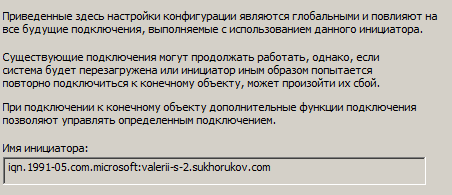 Приведенные здесь настройки конфигурации являются глобальными и повлияют на
все будущие подключения, выполняемые с использованием данного инициатора.
Существующие подключения могут продолжать работать, однако, если
система будет перезагружена или инициатор иным образом попытается
повторно подключиться к конечному объекту, может произойти их сбой.
При подключении к конечному объекту дополнительные функции подключения
позволяют управлять определенным подключением.
Имя инициатора:
iqn.1991-05.com.microsoft:valerii-s-2.sukhorukov.com